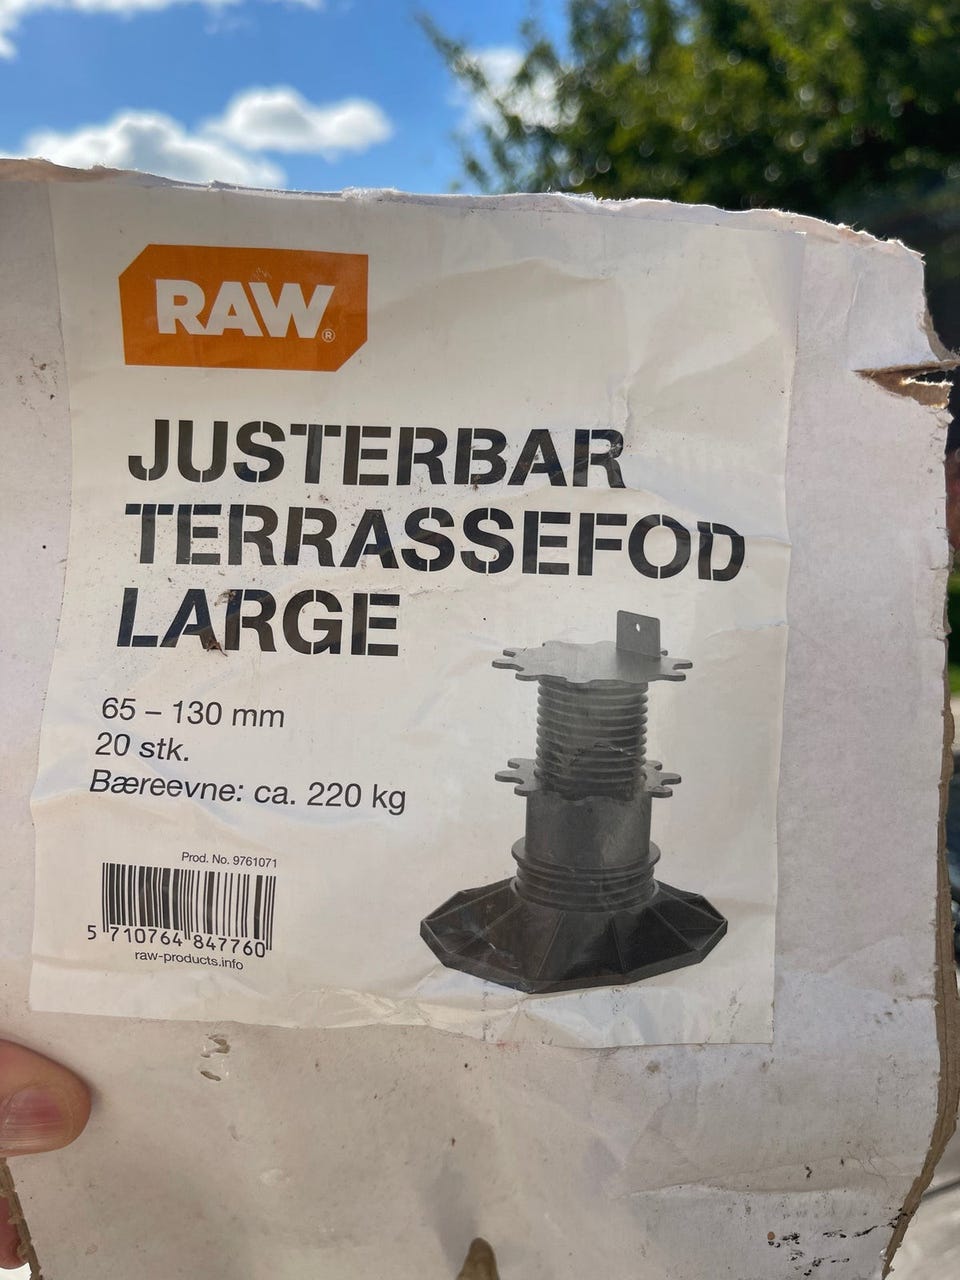 RAW®
JUSTERBAR
TERRASSEFOD
LARGE
65 – 130 mm
20 stk.
Bæreevne: ca. 220 kg
Prod. No. 9761071
5 710764 847760
raw-products.info